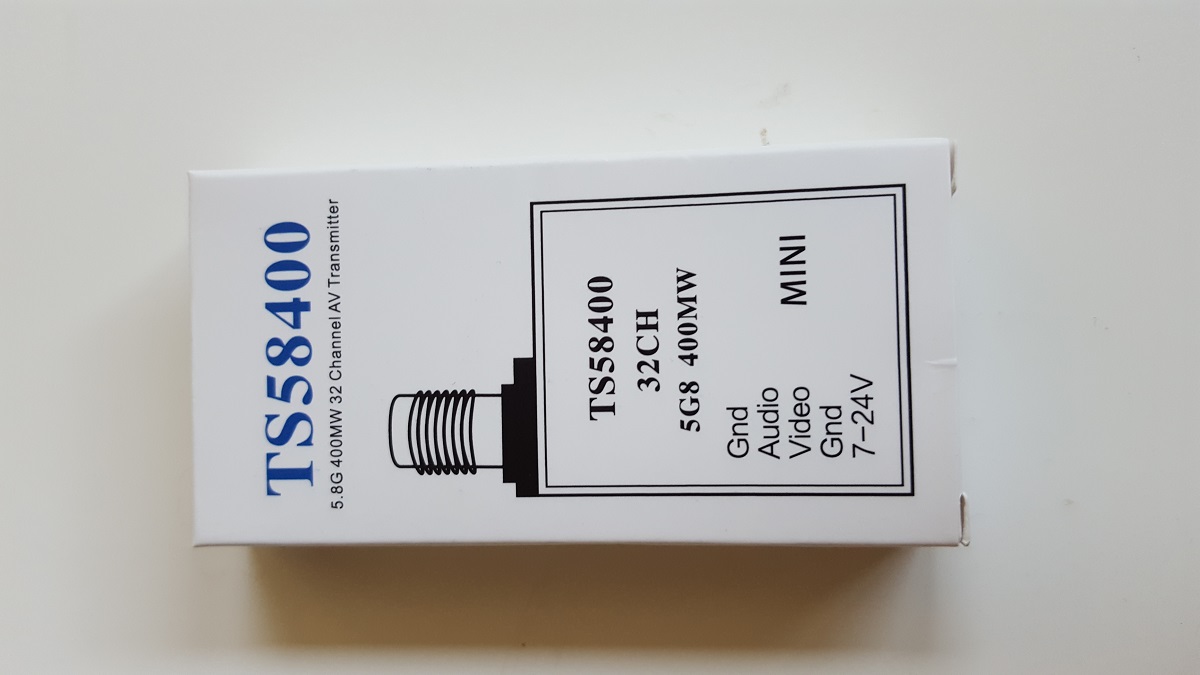 TS58400
5.8G 400MW 32 Channel AV Transmitter
TS58400
32CH
5G8 400MW
Gnd
Audio
Video
Gnd
7-24V
MINI